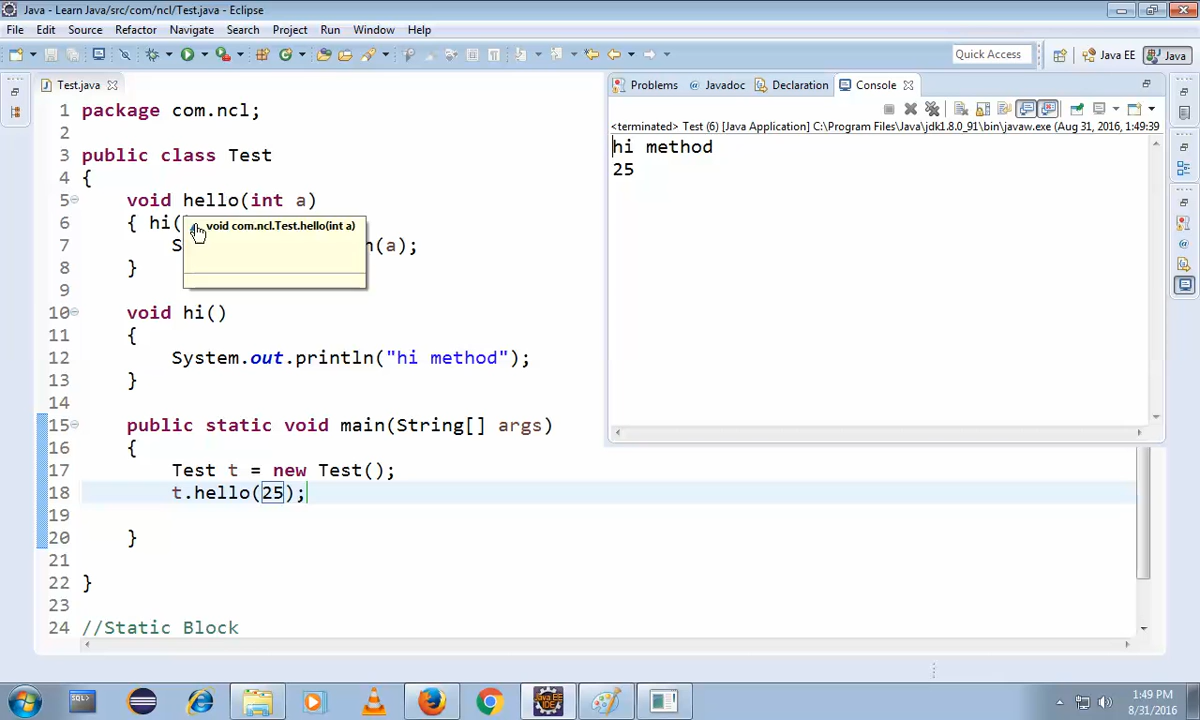 Java - Learn Java/src/com/ncl/Test.java - Eclipse
File Edit Source Refactor Navigate Search Project Run Window Help
Quick Access
Java EE
Java
Test.java
1 package com.ncl;
2
3 public class Test
4 {
5 void hello(int a)
6 { hi(
void com.ncl.Test.hello(int a)
7 S n(a);
8 }
9
10 void hi()
11 {
12 System.out.println("hi method");
13 }
14
15 public static void main(String[] args)
16 {
17 Test t = new Test();
18 t.hello(25);
19
20 }
21
22 }
23
24 //Static Block
Problems Javadoc Declaration Console
<terminated> Test (6) [Java Application] C:\Program Files\Java\jdk1.8.0_91\bin\javaw.exe (Aug 31, 2016, 1:49:39
hi method
25
SQL>
Java EE
IDE
1:49 PM
8/31/2016